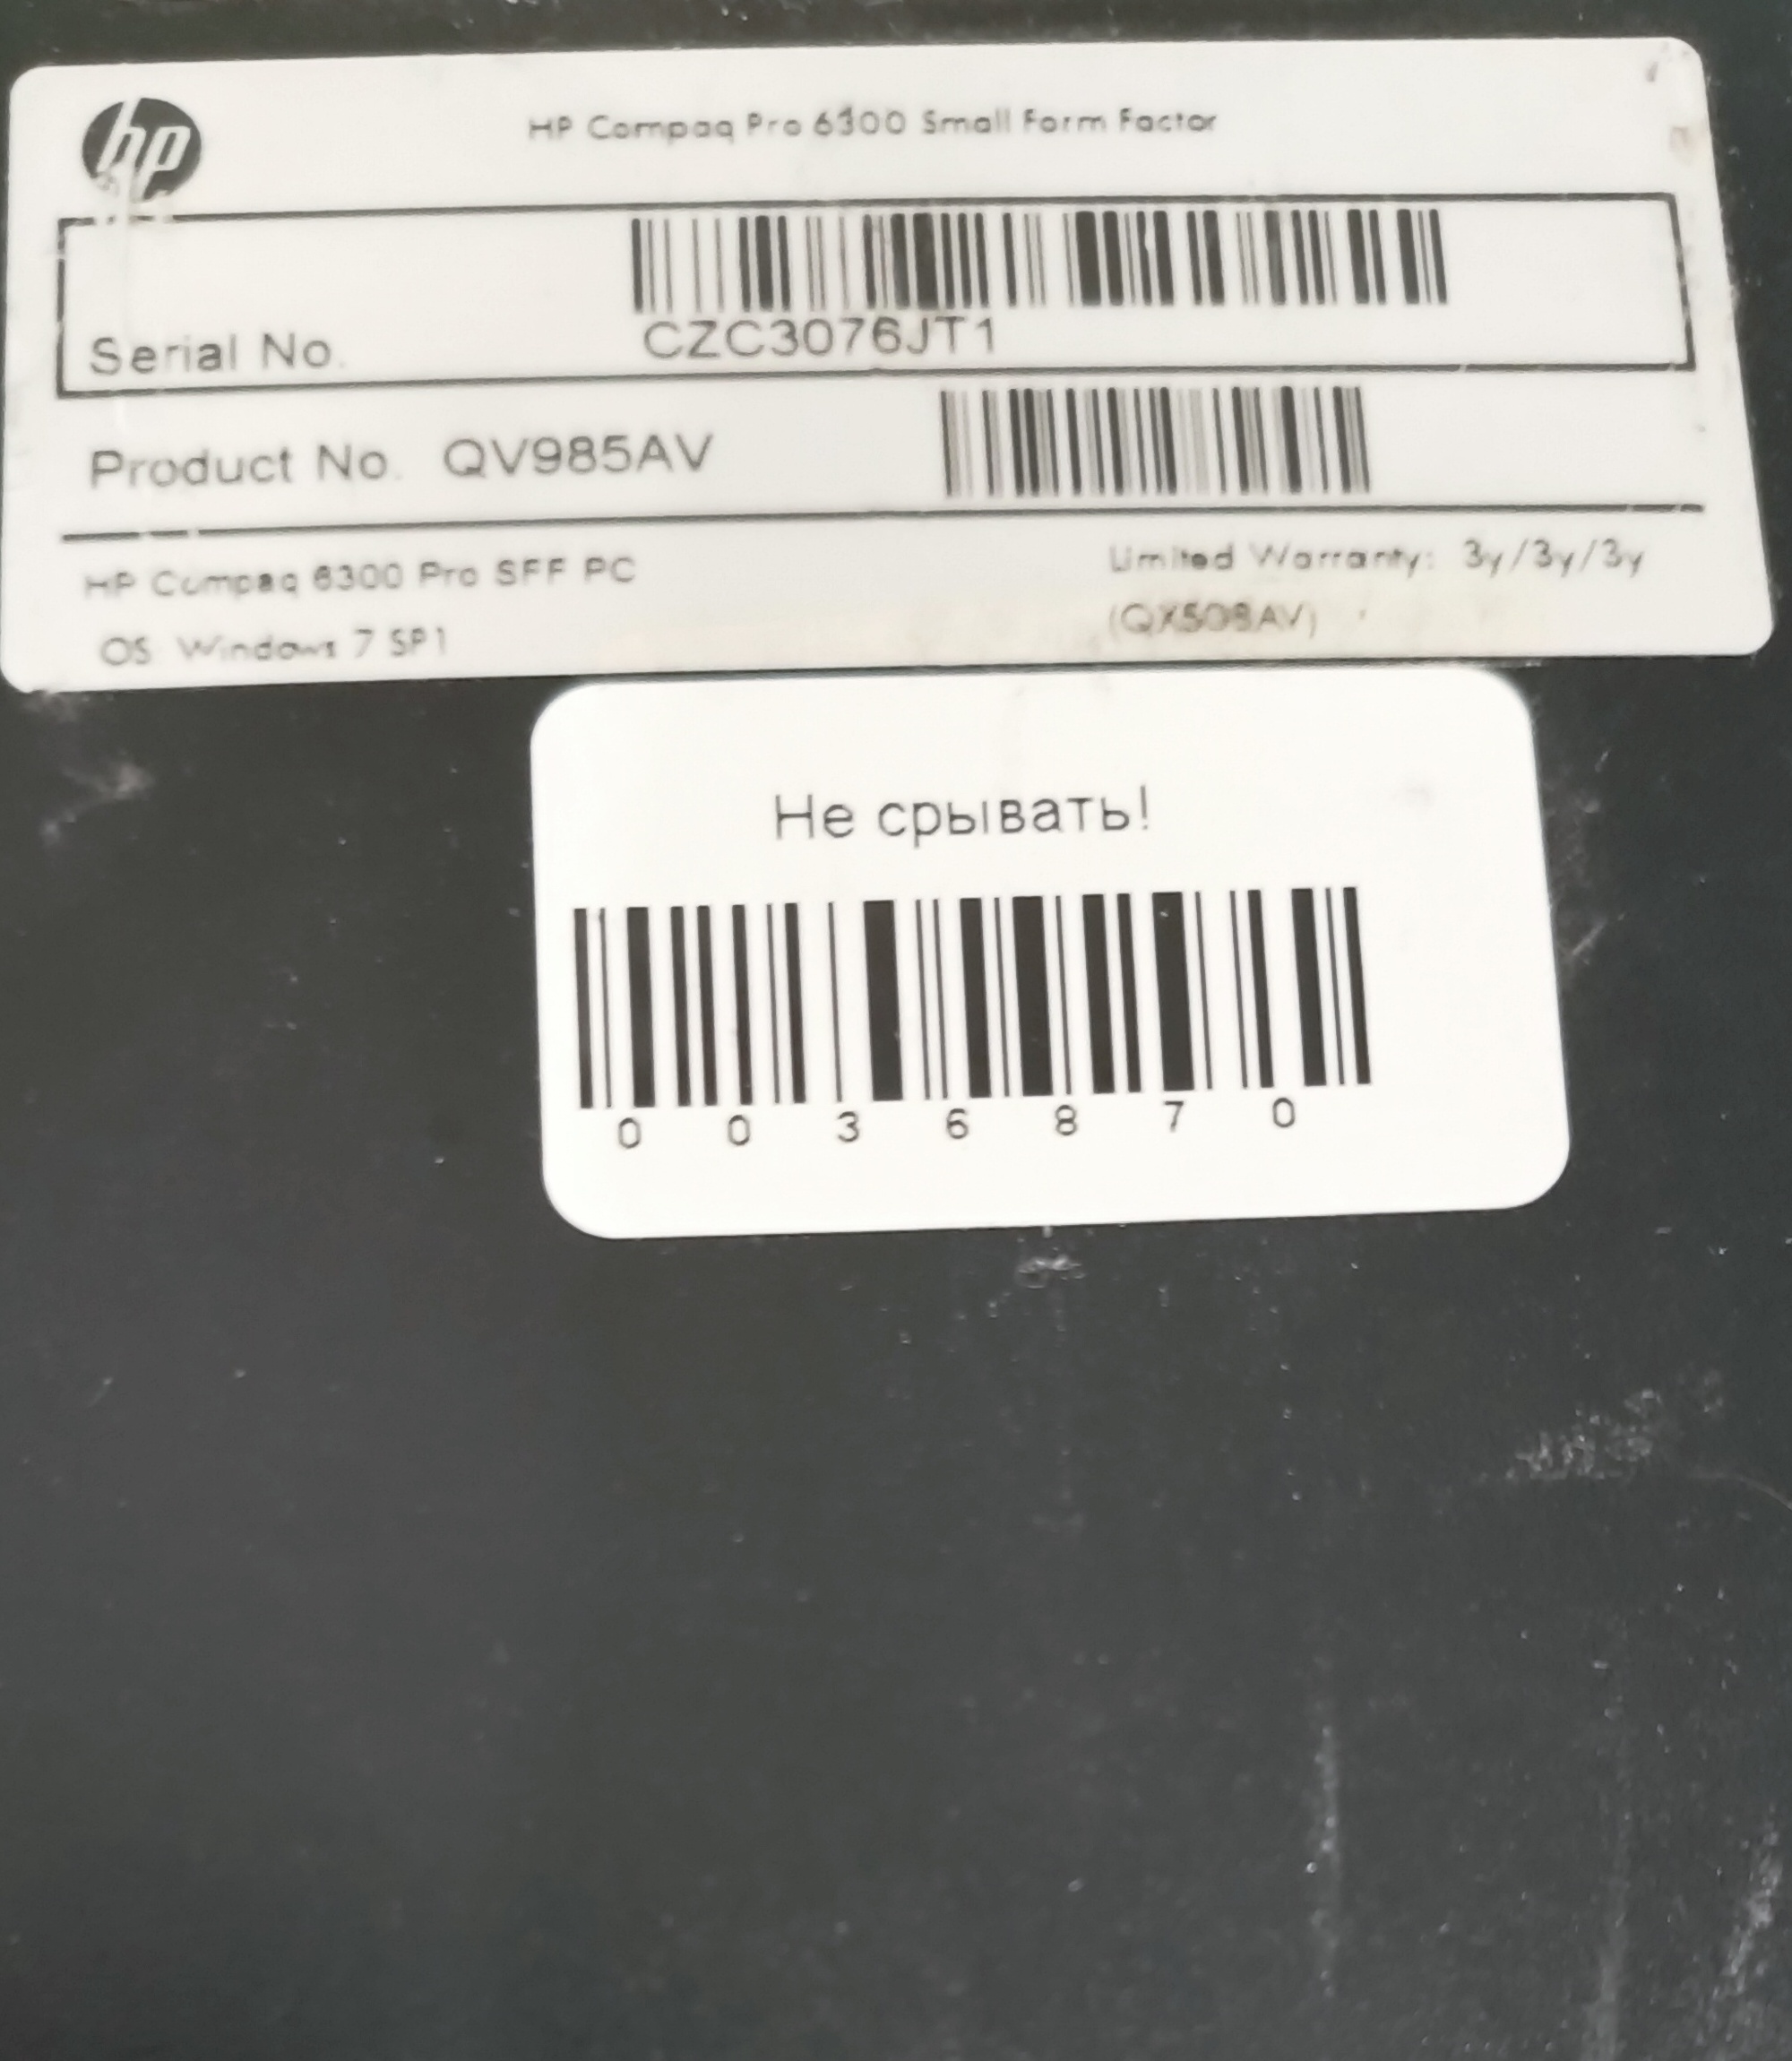 hp
HP Compaq Pro 6300 Small Form Factor
Serial No.
CZC3076JT1
Product No. QV985AV
HP Compaq 6300 Pro SFF PC
Limited Warranty: 3y/3y/3y
(QX508AV)
OS Windows 7 SP1
Не срывать!
0 0 3 6 8 7 0